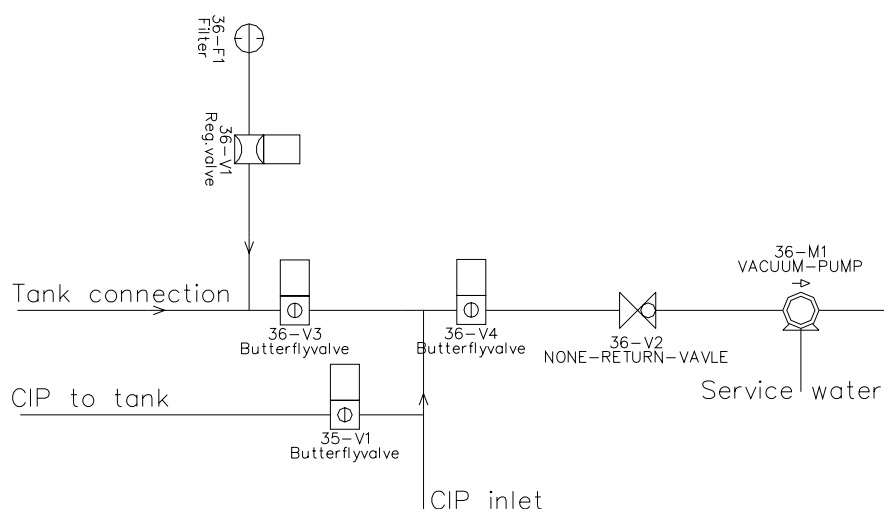 36-F1
Filter
36-V1
Reg.valve
36-M1
VACUUM-PUMP
Tank connection
36-V3
Butterflyvalve
36-V4
Butterflyvalve
36-V2
NONE-RETURN-VAVLE
Service water
CIP to tank
35-V1
Butterflyvalve
CIP inlet